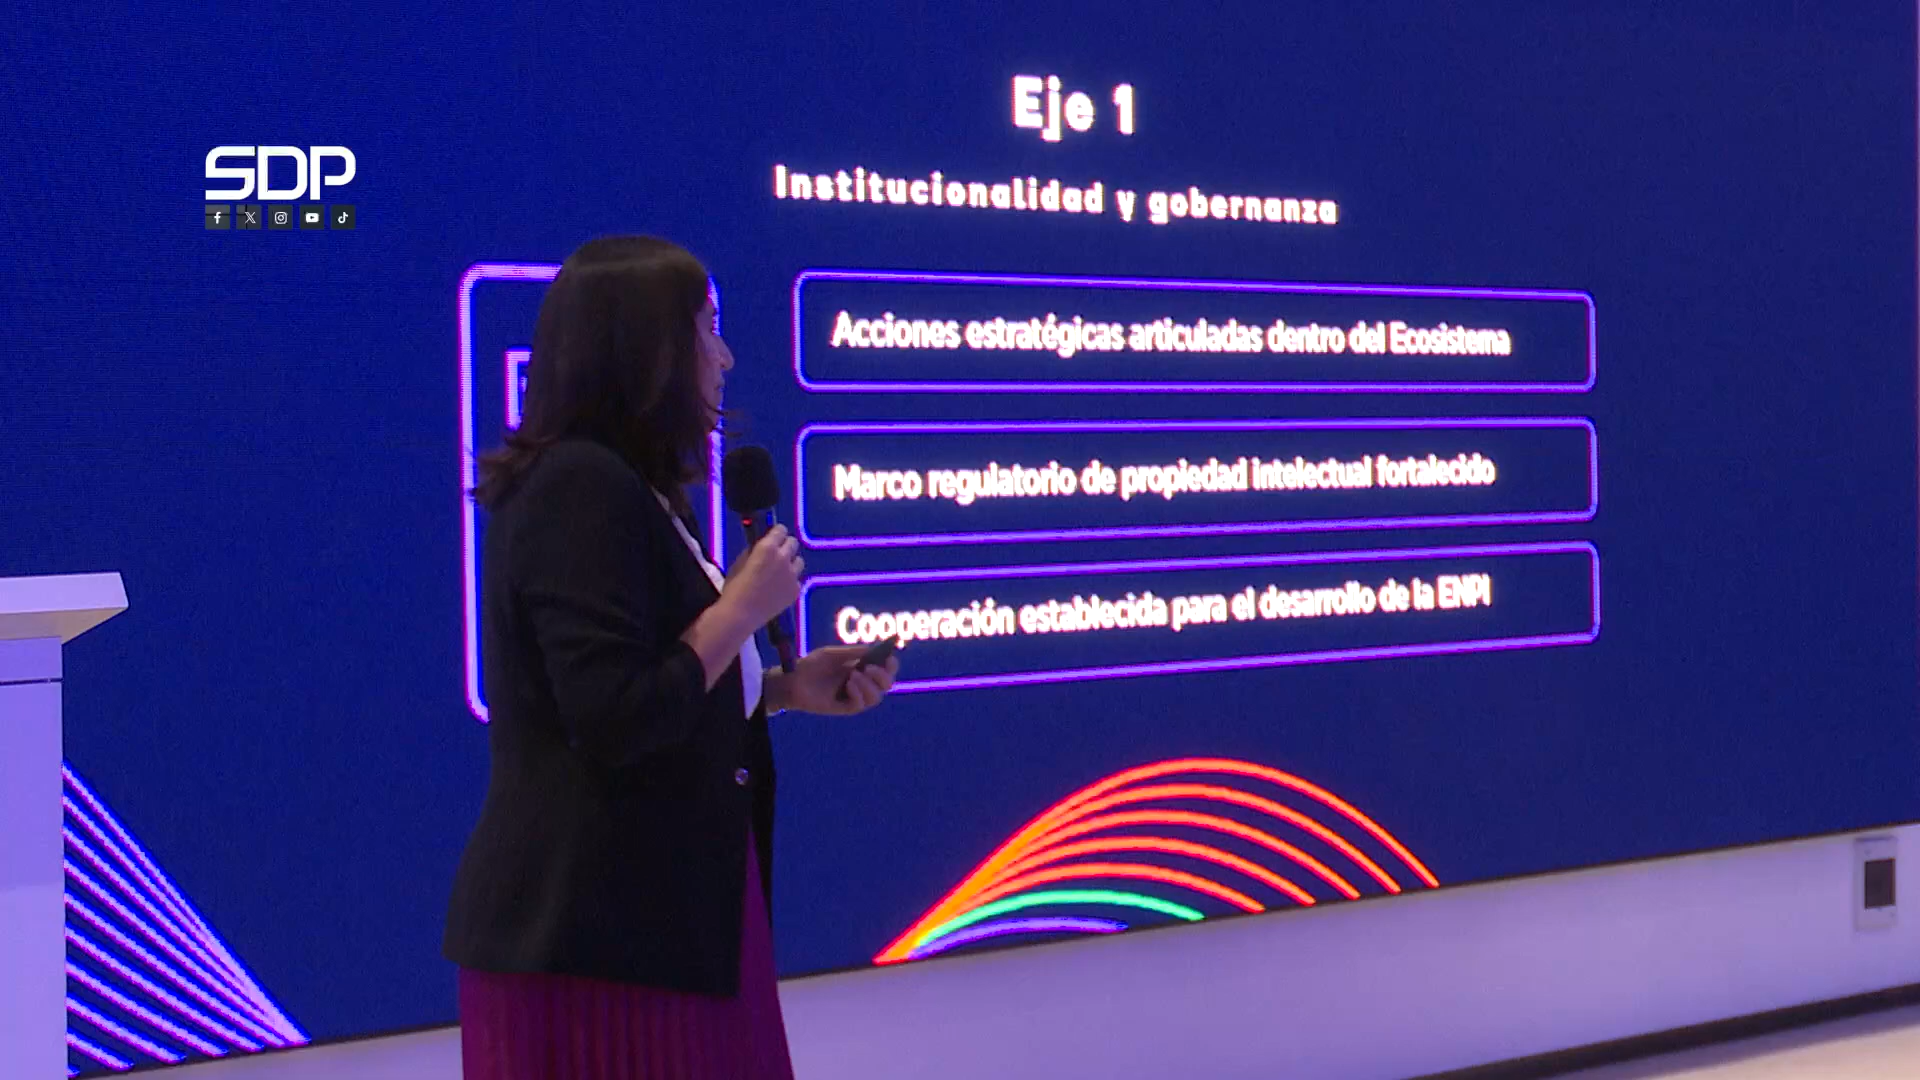 SDP
Eje 1
Institucionalidad y gobernanza
Acciones estratégicas articuladas dentro del Ecosistema
Marco regulatorio de propiedad intelectual fortalecido
Cooperación establecida para el desarrollo de la ENPI